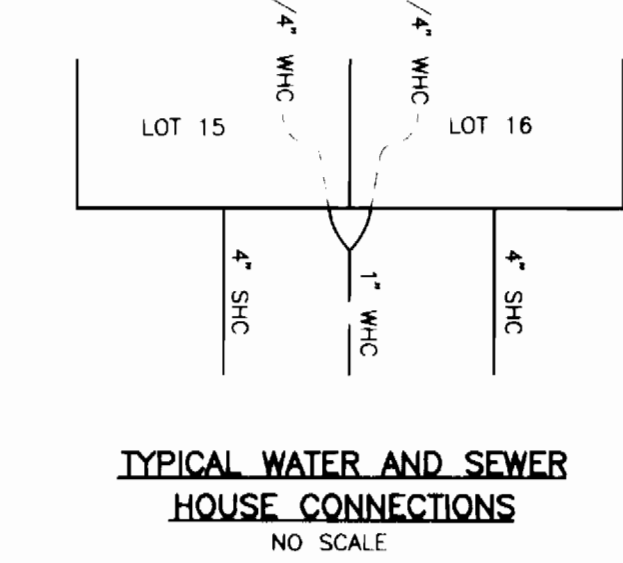 /4" WHC
/4" WHC
LOT 15
LOT 16
4" SHC
1" WHC
4" SHC
TYPICAL WATER AND SEWER
HOUSE CONNECTIONS
NO SCALE